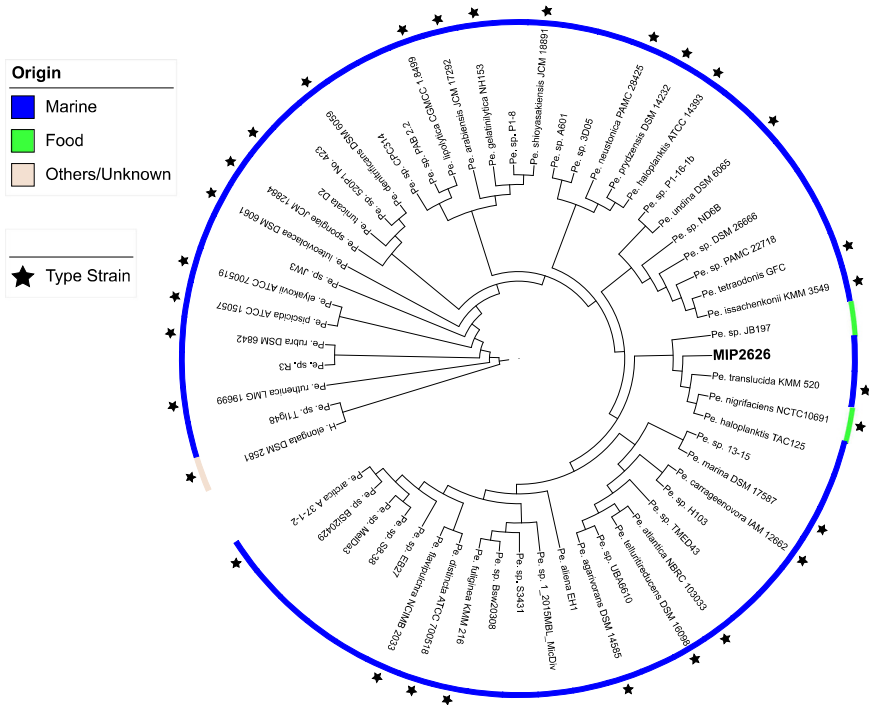 Origin
Marine
Food
Others/Unknown
Type Strain
H. elongata DSM 2581
Pe. sp. T1lg48
Pe. ruthenica LMG 19699
Pe. sp. R3
Pe. rubra DSM 6842
Pe. piscicida ATCC 15057
Pe. elyakovii ATCC 700519
Pe. sp. JW3
Pe. luteoviolacea DSM 6061
Pe. spongiae JCM 12884
Pe. tunicata D2
Pe. sp. 520P1 No. 423
Pe. denitrificans DSM 6059
Pe. sp. CPC314
Pe. sp. PAB 2.2
Pe. lipolytica CGMCC 1.8499
Pe. arabiensis JCM 17292
Pe. gelatinilytica NH153
Pe. sp. P1-8
Pe. shioyasakiensis JCM 18891
Pe. sp. A601
Pe. sp. 3D05
Pe. neustonica PAMC 28425
Pe. prydzensis DSM 14232
Pe. haloplanktis ATCC 14393
Pe. sp. P1-16-1b
Pe. undina DSM 6065
Pe. sp. ND6B
Pe. sp. DSM 26666
Pe. sp. PAMC 22718
Pe. tetraodonis GFC
Pe. issachenkonii KMM 3549
Pe. sp. JB197
MIP2626
Pe. translucida KMM 520
Pe. nigrifaciens NCTC10691
Pe. haloplanktis TAC125
Pe. sp. 13-15
Pe. marina DSM 17587
Pe. carrageenovora IAM 12662
Pe. sp. H103
Pe. sp. TMED43
Pe. atlantica NBRC 103033
Pe. telluritireducens DSM 16098
Pe. sp. UBA6610
Pe. agarivorans DSM 14585
Pe. aliena EH1
Pe. sp. 1_2015MBL_MicDiv
Pe. sp. S3431
Pe. sp. Bsw20308
Pe. fuliginea KMM 216
Pe. distincta ATCC 700518
Pe. flavipulchra NCIMB 2033
Pe. sp. EB27
Pe. sp. S8-38
Pe. sp. MelDa3
Pe. sp. BSi20429
Pe. arctica A 37-1-2